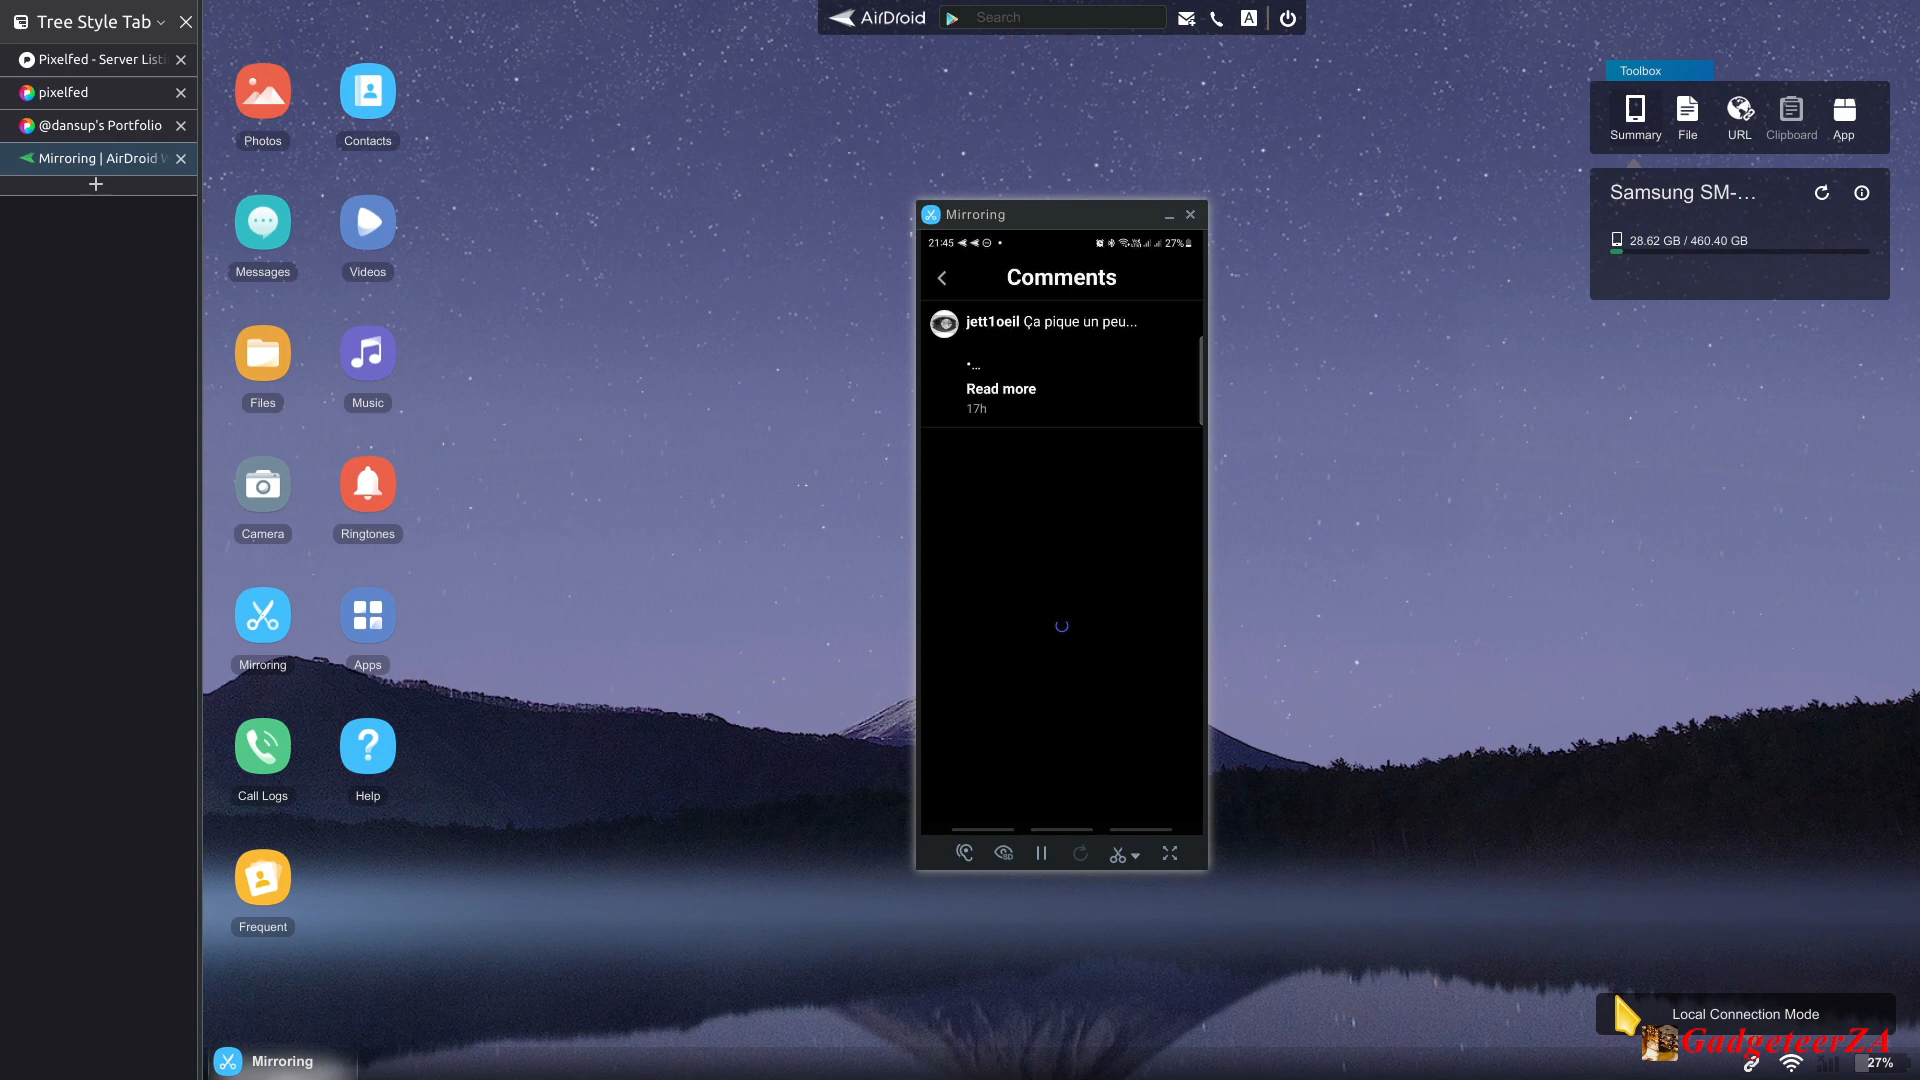 Tree Style Tab
Pixelfed - Server Listi
pixelfed
@dansup's Portfolio
Mirroring | AirDroid W
AirDroid
Search
Photos
Contacts
Messages
Videos
Files
Music
Camera
Ringtones
Mirroring
Apps
Call Logs
Help
Frequent
Mirroring
21:45
27%
Comments
jett1oeil Ça pique un peu...
•...
Read more
17h
SD
Toolbox
Summary
File
URL
Clipboard
App
Samsung SM-...
28.62 GB / 460.40 GB
Local Connection Mode
GadgeteerZA
27%
Mirroring